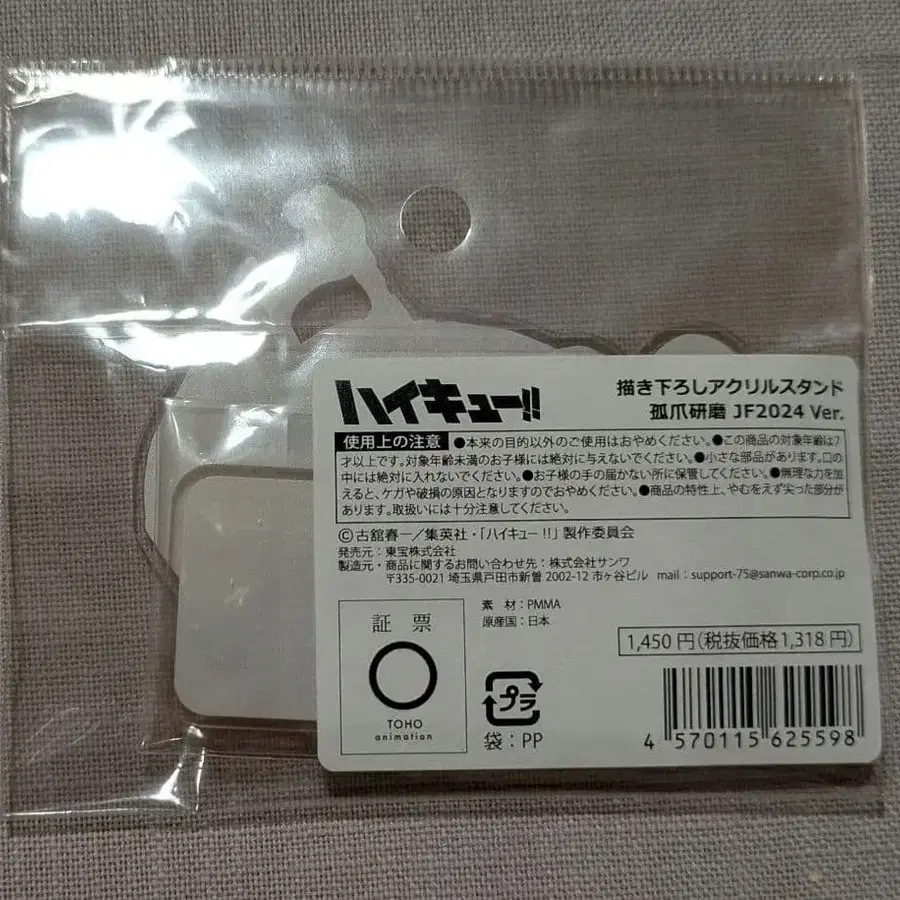 ハイキュー!!
描き下ろしアクリルスタンド
孤爪研磨 JF2024 Ver.
使用上の注意 ●本来の目的以外のご使用はおやめください。●この商品の対象年齢は7
才以上です。対象年齢未満のお子様には絶対に与えないでください。●小さな部品があります。口の
中には絶対に入れないでください。●お子様の手の届かない所に保管してください。●無理な力を加
えると、ケガや破損の原因となりますのでおやめください。●商品の特性上、やむをえず尖った部分が
あります。取扱いには十分注意してください。
©古舘春一／集英社・「ハイキュー!!」製作委員会
発売元：東宝株式会社
製造元・商品に関するお問い合わせ先：株式会社サンワ
〒335-0021 埼玉県戸田市新曽 2002-12 市ヶ谷ビル mail：support-75@sanwa-corp.co.jp
証 票
TOHO
animation
素 材：PMMA
原産国：日本
1,450 円(税抜価格1,318 円)
プラ
袋：PP
4 570115 625598